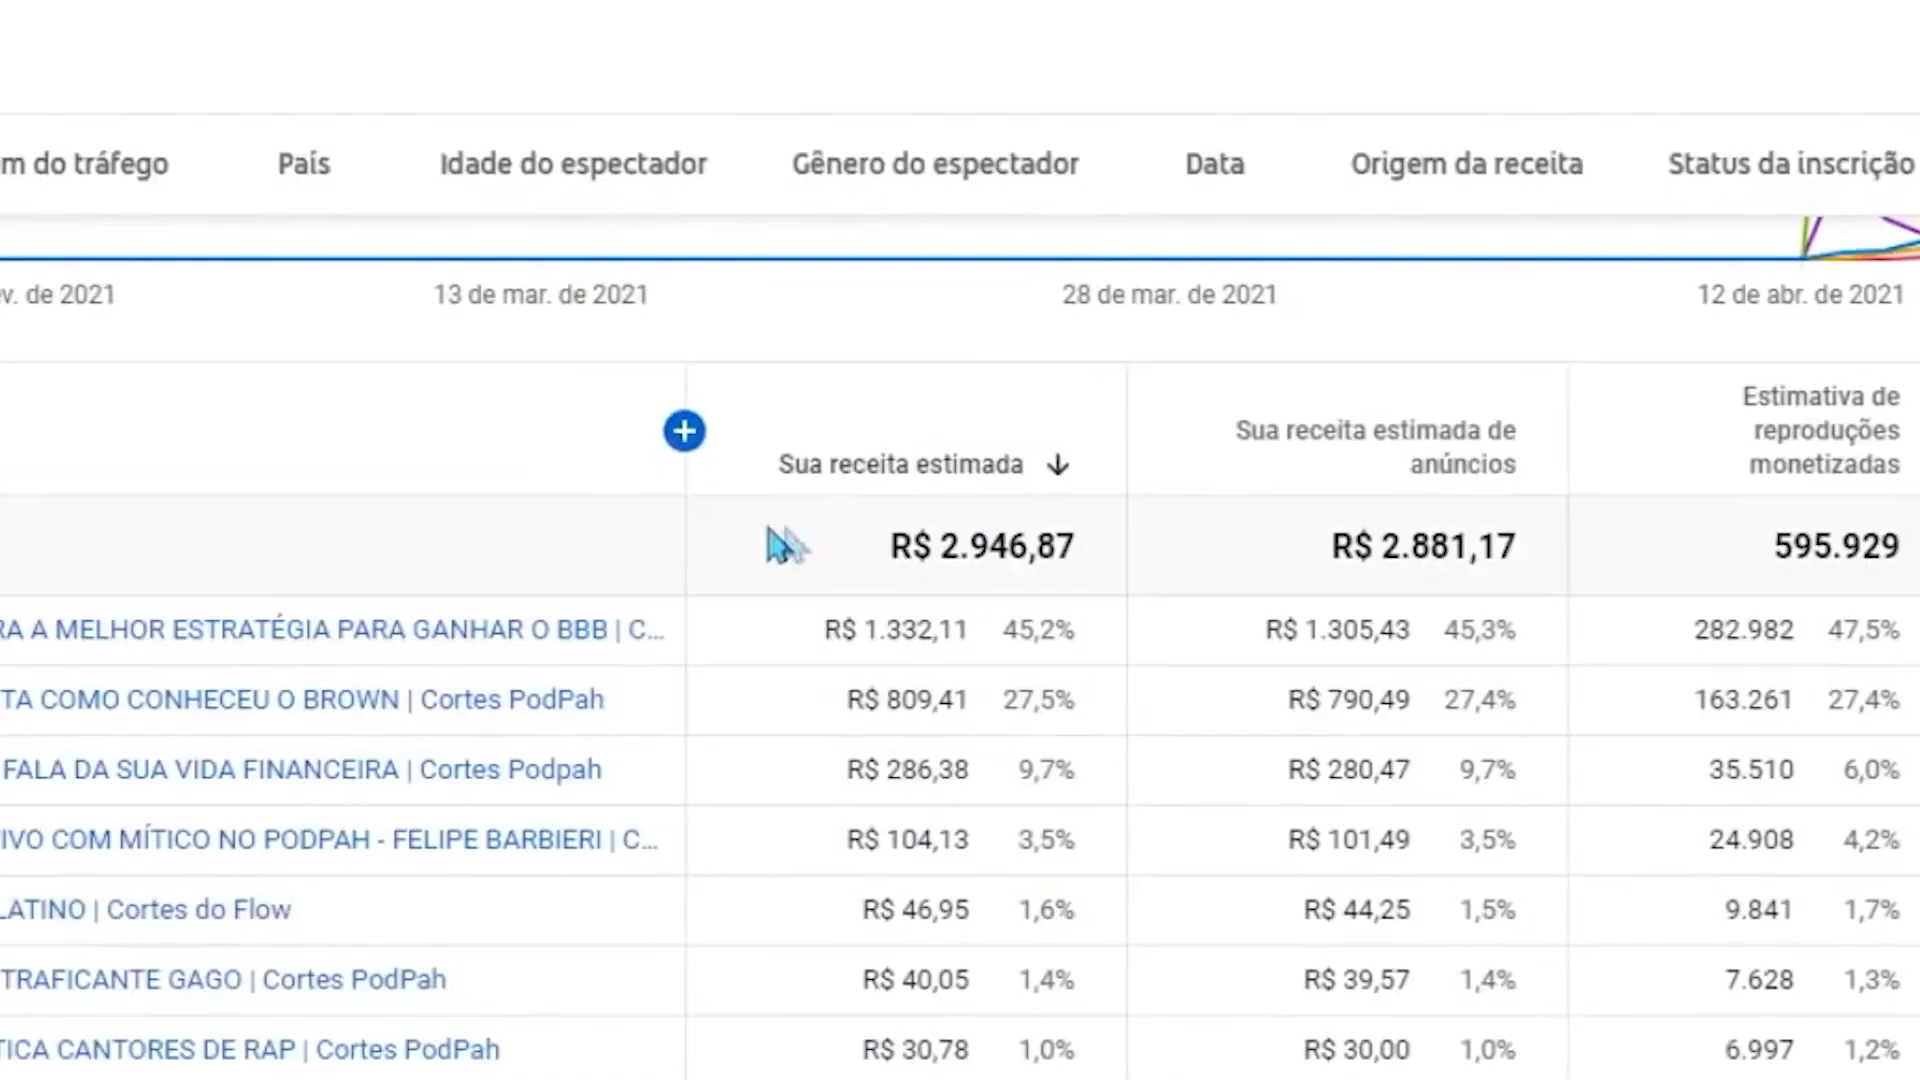 m do tráfego País Idade do espectador Gênero do espectador Data Origem da receita Status da inscrição
v. de 2021 13 de mar. de 2021 28 de mar. de 2021 12 de abr. de 2021
Sua receita estimada
Sua receita estimada de
anúncios
Estimativa de
reproduções
monetizadas
R$ 2.946,87 R$ 2.881,17 595.929
RA A MELHOR ESTRATÉGIA PARA GANHAR O BBB | C... R$ 1.332,11 45,2% R$ 1.305,43 45,3% 282.982 47,5%
TA COMO CONHECEU O BROWN | Cortes PodPah R$ 809,41 27,5% R$ 790,49 27,4% 163.261 27,4%
FALA DA SUA VIDA FINANCEIRA | Cortes Podpah R$ 286,38 9,7% R$ 280,47 9,7% 35.510 6,0%
IVO COM MÍTICO NO PODPAH - FELIPE BARBIERI | C... R$ 104,13 3,5% R$ 101,49 3,5% 24.908 4,2%
LATINO | Cortes do Flow R$ 46,95 1,6% R$ 44,25 1,5% 9.841 1,7%
TRAFICANTE GAGO | Cortes PodPah R$ 40,05 1,4% R$ 39,57 1,4% 7.628 1,3%
TICA CANTORES DE RAP | Cortes PodPah R$ 30,78 1,0% R$ 30,00 1,0% 6.997 1,2%